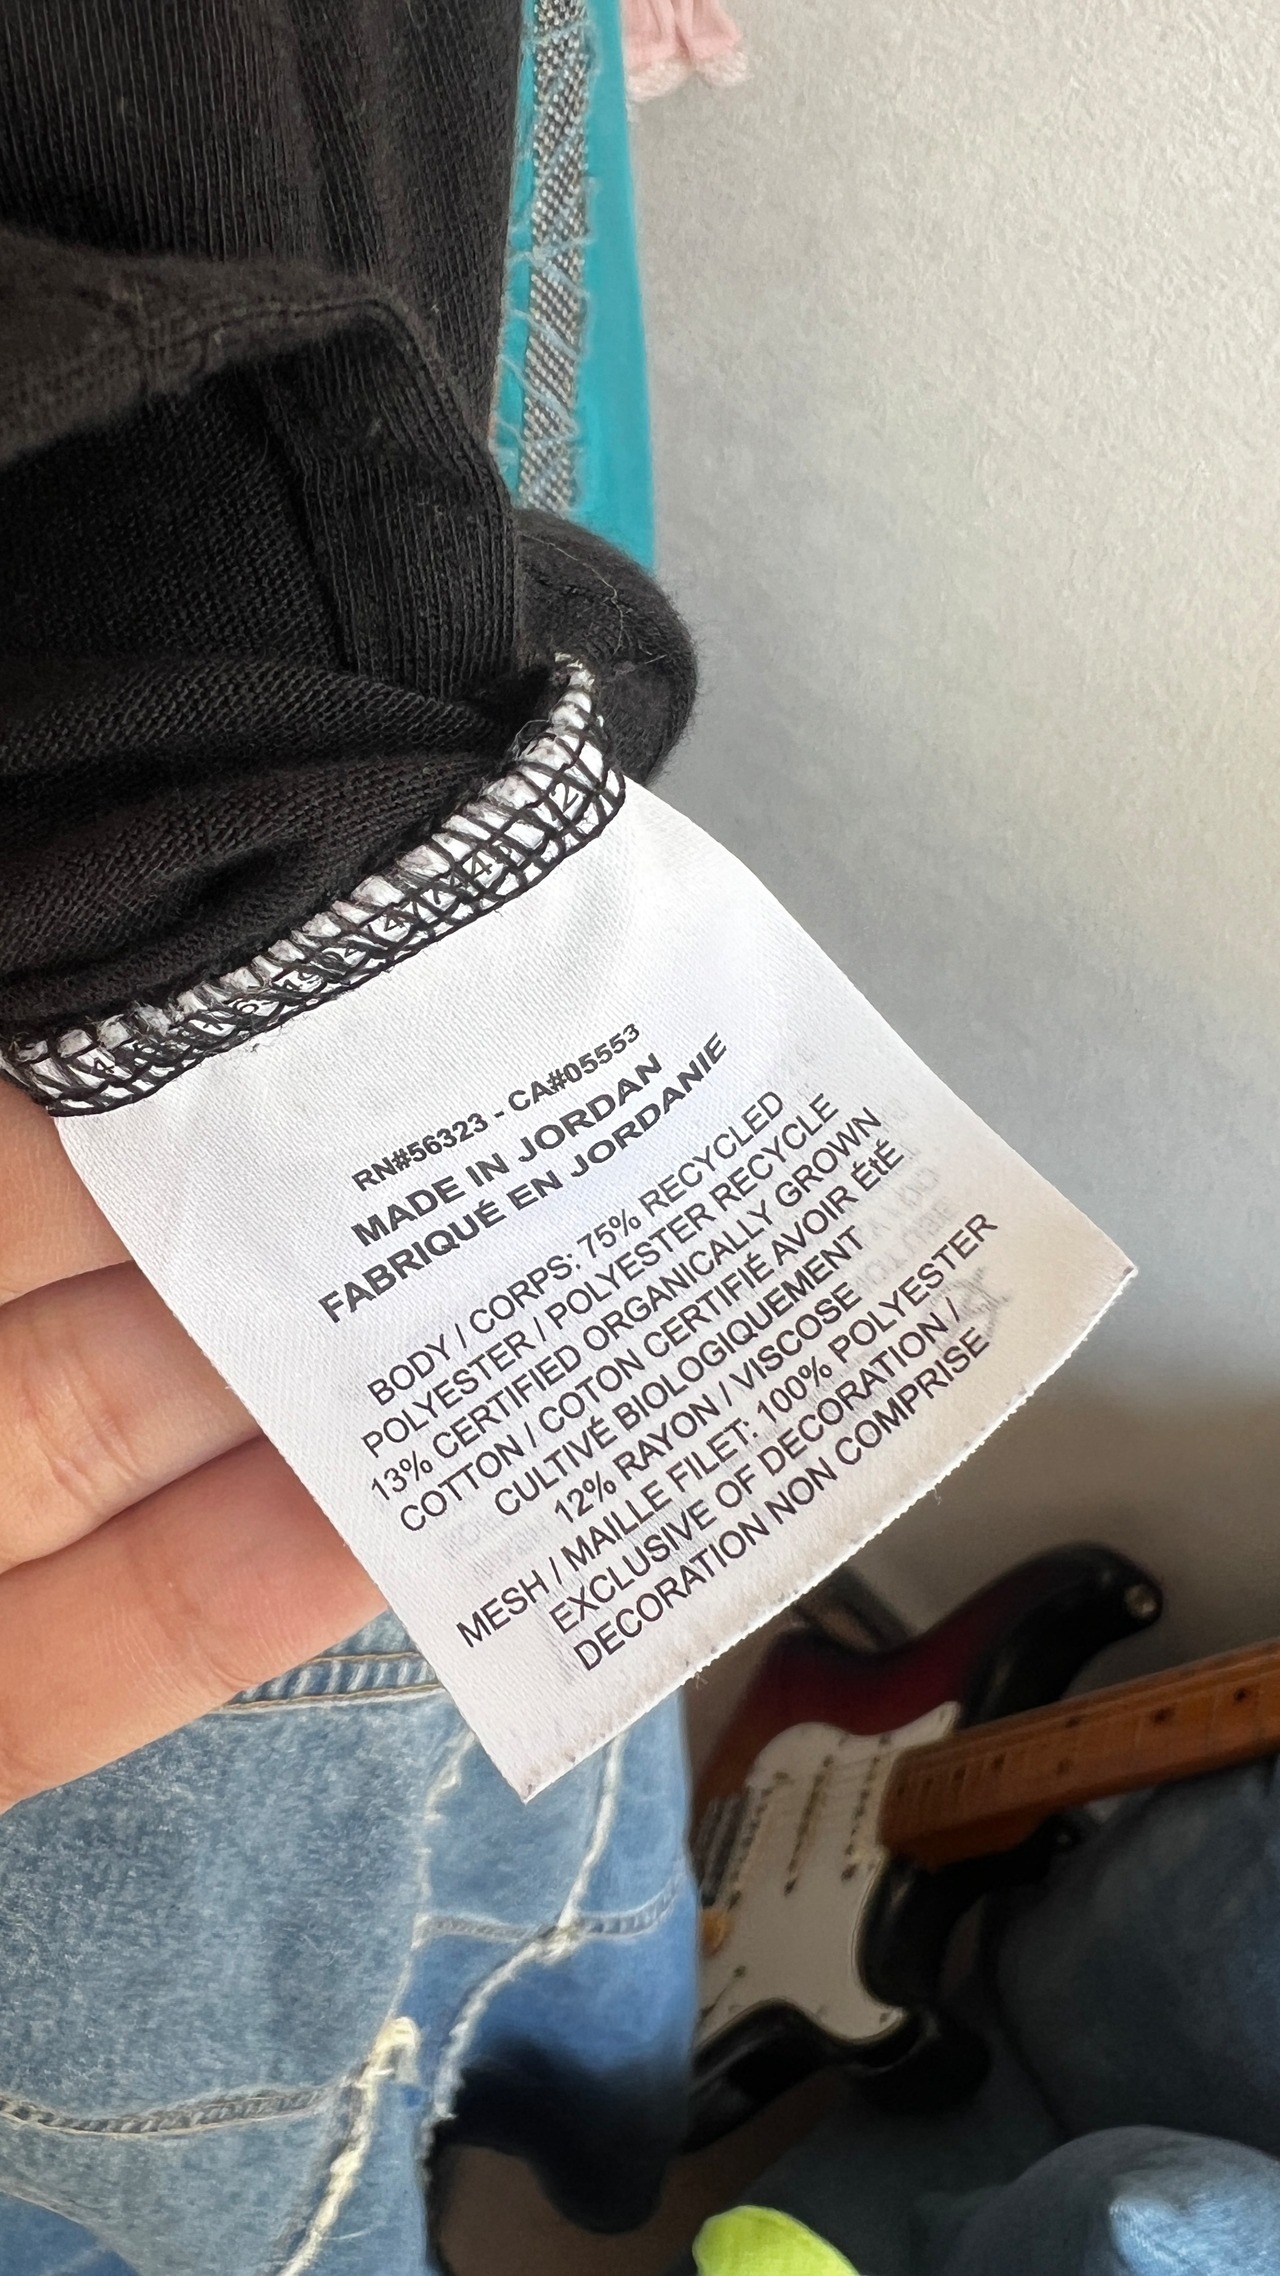 RN#56323 - CA#05553
MADE IN JORDAN
FABRIQUÉ EN JORDANIE
BODY / CORPS: 75% RECYCLED
POLYESTER / POLYESTER RECYCLE
13% CERTIFIED ORGANICALLY GROWN
COTTON / COTON CERTIFIÉ AVOIR ÉtÉ
CULTIVÉ BIOLOGIQUEMENT
12% RAYON / VISCOSE
MESH / MAILLE FILET: 100% POLYESTER
EXCLUSIVE OF DECORATION /
DECORATION NON COMPRISE